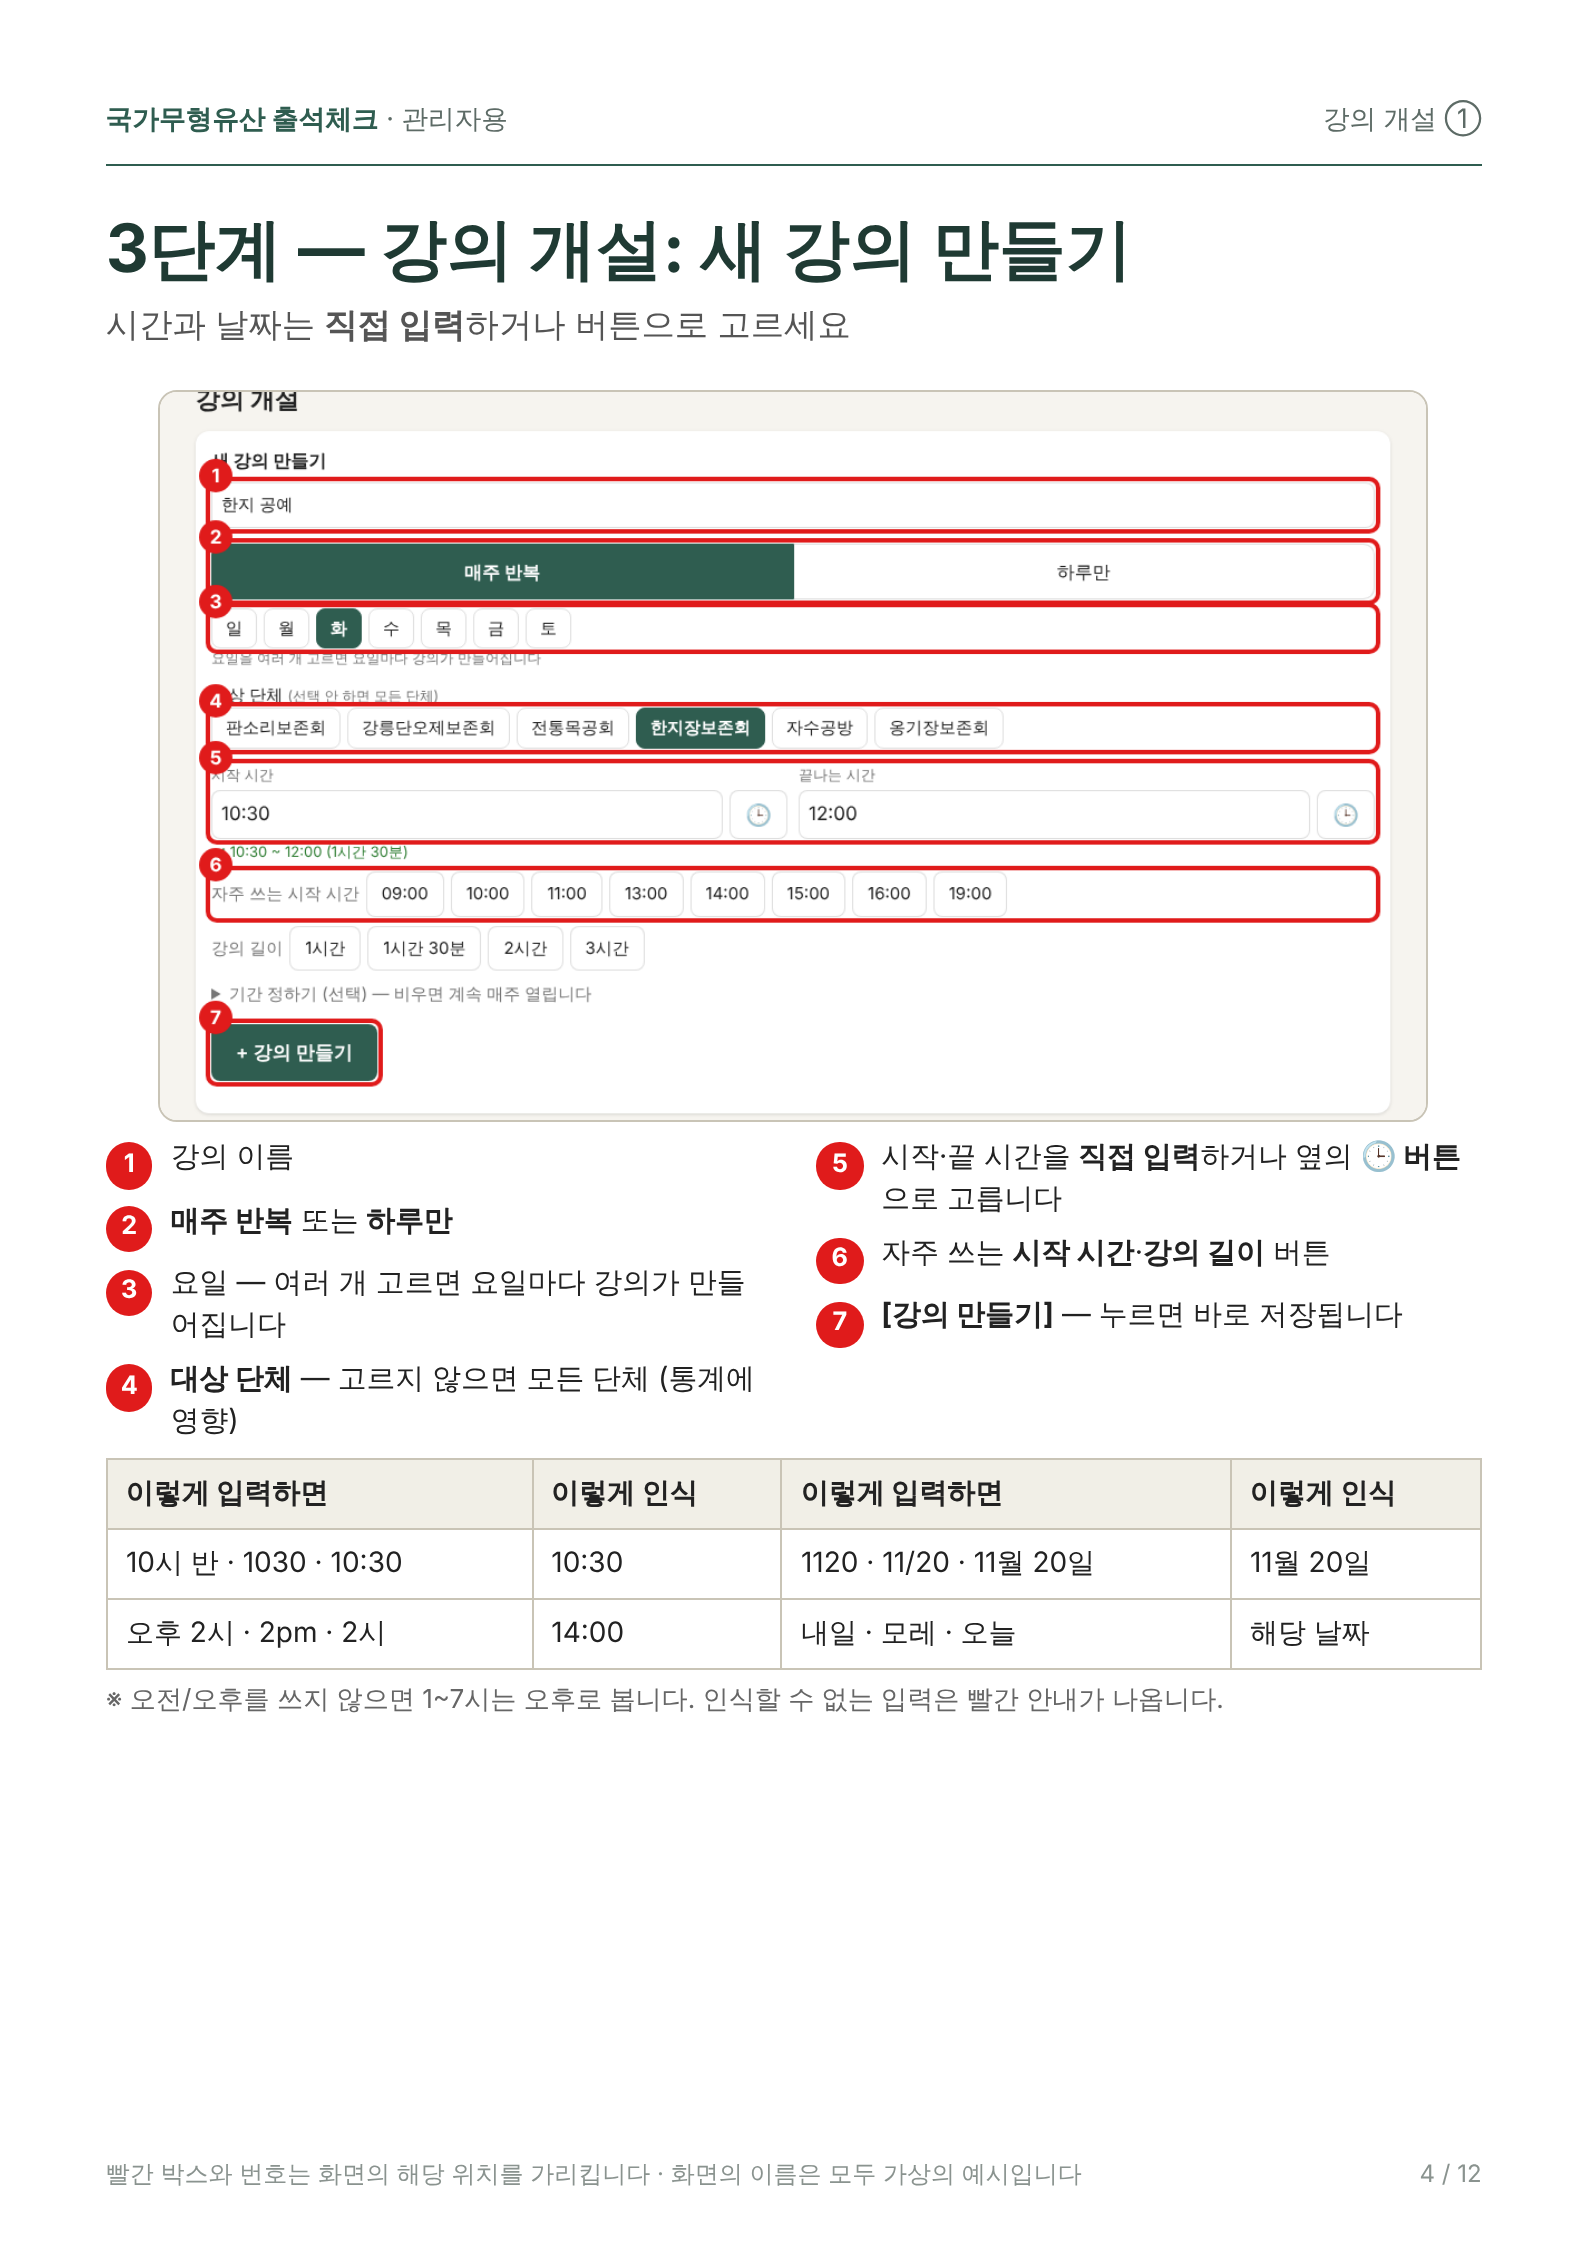 국가무형유산 출석체크 · 관리자용
강의 개설 ①
3단계 — 강의 개설: 새 강의 만들기
시간과 날짜는 직접 입력하거나 버튼으로 고르세요
강의 개설
새 강의 만들기
1
한지 공예
2
매주 반복 하루만
3
일 월 화 수 목 금 토
요일을 여러 개 고르면 요일마다 강의가 만들어집니다
4
상 단체 (선택 안 하면 모든 단체)
판소리보존회 강릉단오제보존회 전통목공회 한지장보존회 자수공방 옹기장보존회
5
시작 시간 끝나는 시간
10:30 🕒 12:00 🕒
10:30 ~ 12:00 (1시간 30분)
6
자주 쓰는 시작 시간 09:00 10:00 11:00 13:00 14:00 15:00 16:00 19:00
강의 길이 1시간 1시간 30분 2시간 3시간
▶ 기간 정하기 (선택) — 비우면 계속 매주 열립니다
7
+ 강의 만들기
1 강의 이름
2 매주 반복 또는 하루만
3 요일 — 여러 개 고르면 요일마다 강의가 만들
어집니다
4 대상 단체 — 고르지 않으면 모든 단체 (통계에
영향)
5 시작·끝 시간을 직접 입력하거나 옆의 🕒 버튼
으로 고릅니다
6 자주 쓰는 시작 시간·강의 길이 버튼
7 [강의 만들기] — 누르면 바로 저장됩니다
이렇게 입력하면 이렇게 인식 이렇게 입력하면 이렇게 인식
10시 반 · 1030 · 10:30 10:30 1120 · 11/20 · 11월 20일 11월 20일
오후 2시 · 2pm · 2시 14:00 내일 · 모레 · 오늘 해당 날짜
※ 오전/오후를 쓰지 않으면 1~7시는 오후로 봅니다. 인식할 수 없는 입력은 빨간 안내가 나옵니다.
빨간 박스와 번호는 화면의 해당 위치를 가리킵니다 · 화면의 이름은 모두 가상의 예시입니다
4 / 12